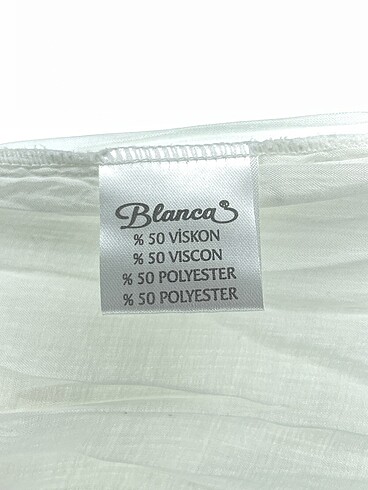 Blanca®
% 50 VİSKON
% 50 VISCON
% 50 POLYESTER
% 50 POLYESTER